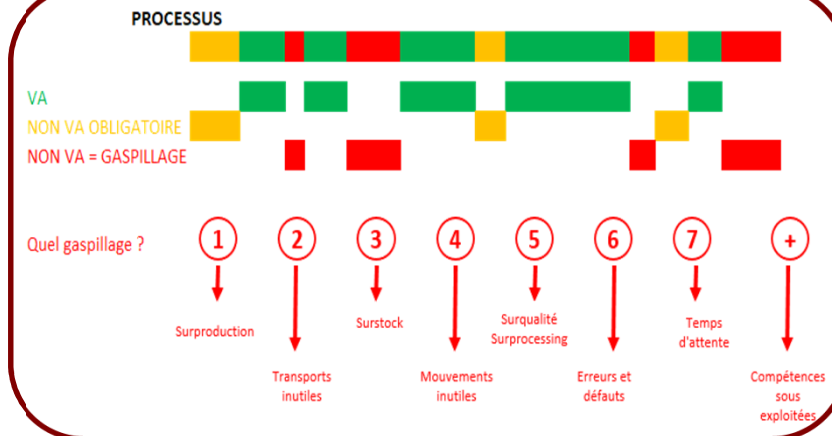 PROCESSUS
VA
NON VA OBLIGATOIRE
NON VA = GASPILLAGE
Quel gaspillage ?
1 2 3 4 5 6 7 +
Surproduction
Transports
inutiles
Surstock
Mouvements
inutiles
Surqualité
Surprocessing
Erreurs et
défauts
Temps
d'attente
Compétences
sous
exploitées